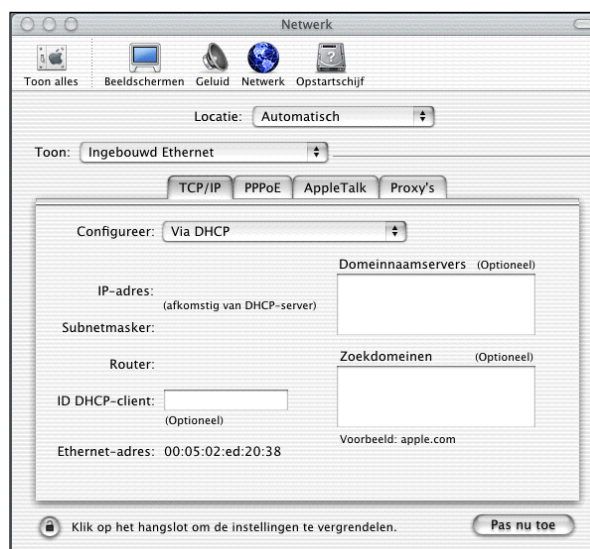 Netwerk
Toon alles Beeldschermen Geluid Netwerk Opstartschijf
Locatie: Automatisch
Toon: Ingebouwd Ethernet
TCP/IP PPPoE AppleTalk Proxy's
Configureer: Via DHCP
Domeinnaamservers (Optioneel)
IP-adres:
(afkomstig van DHCP-server)
Subnetmasker:
Router:
Zoekdomeinen (Optioneel)
ID DHCP-client:
(Optioneel)
Voorbeeld: apple.com
Ethernet-adres: 00:05:02:ed:20:38
Klik op het hangslot om de instellingen te vergrendelen.
Pas nu toe